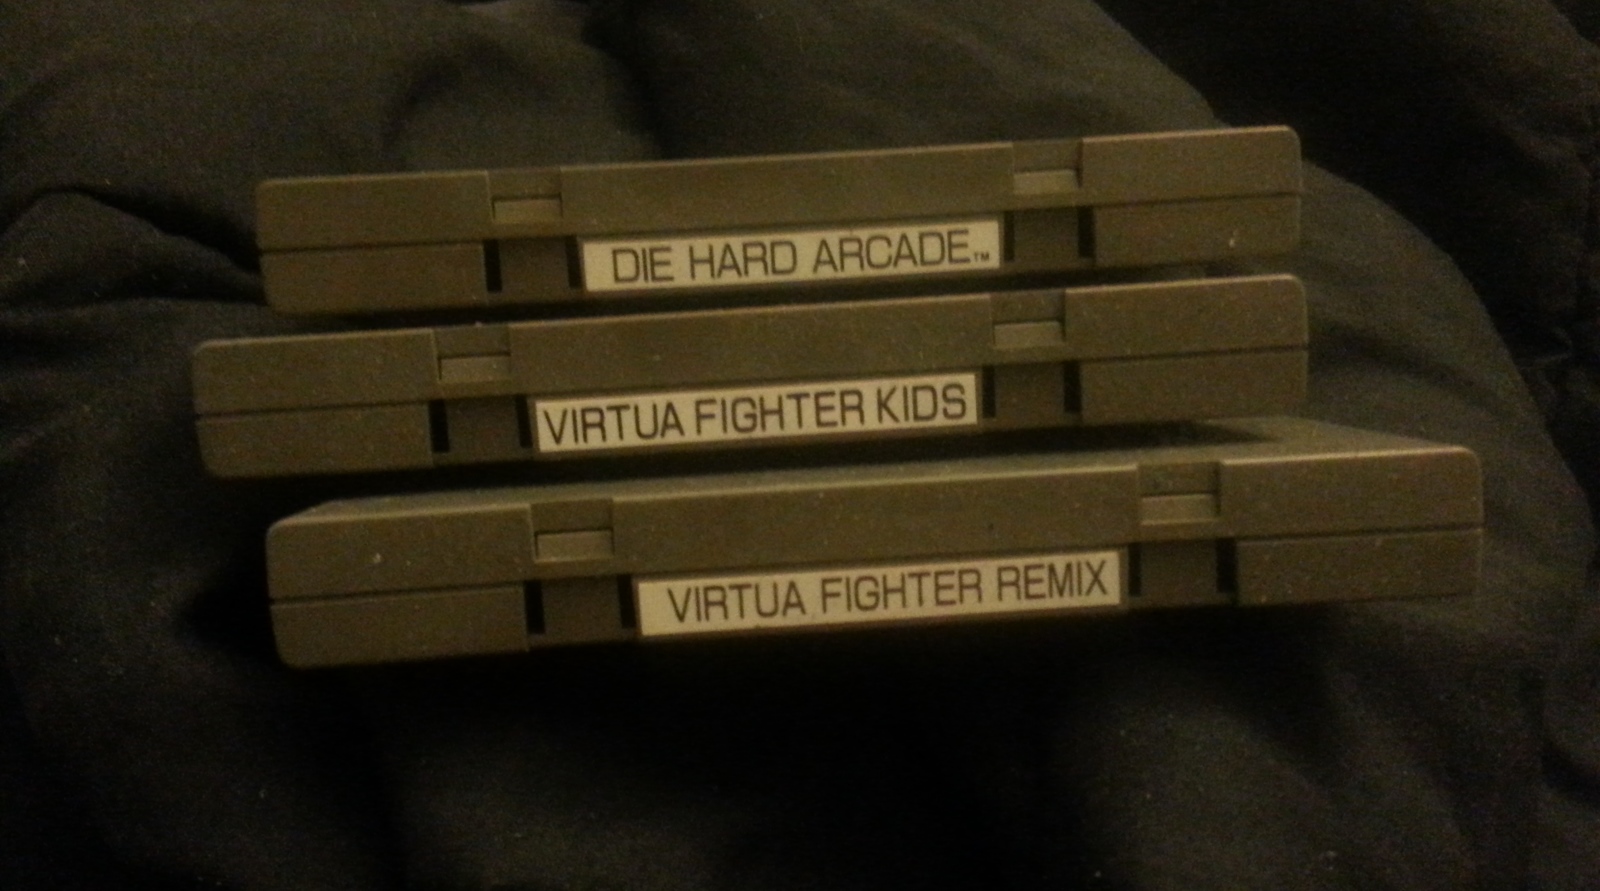 DIE HARD ARCADE™
VIRTUA FIGHTER KIDS
VIRTUA FIGHTER REMIX